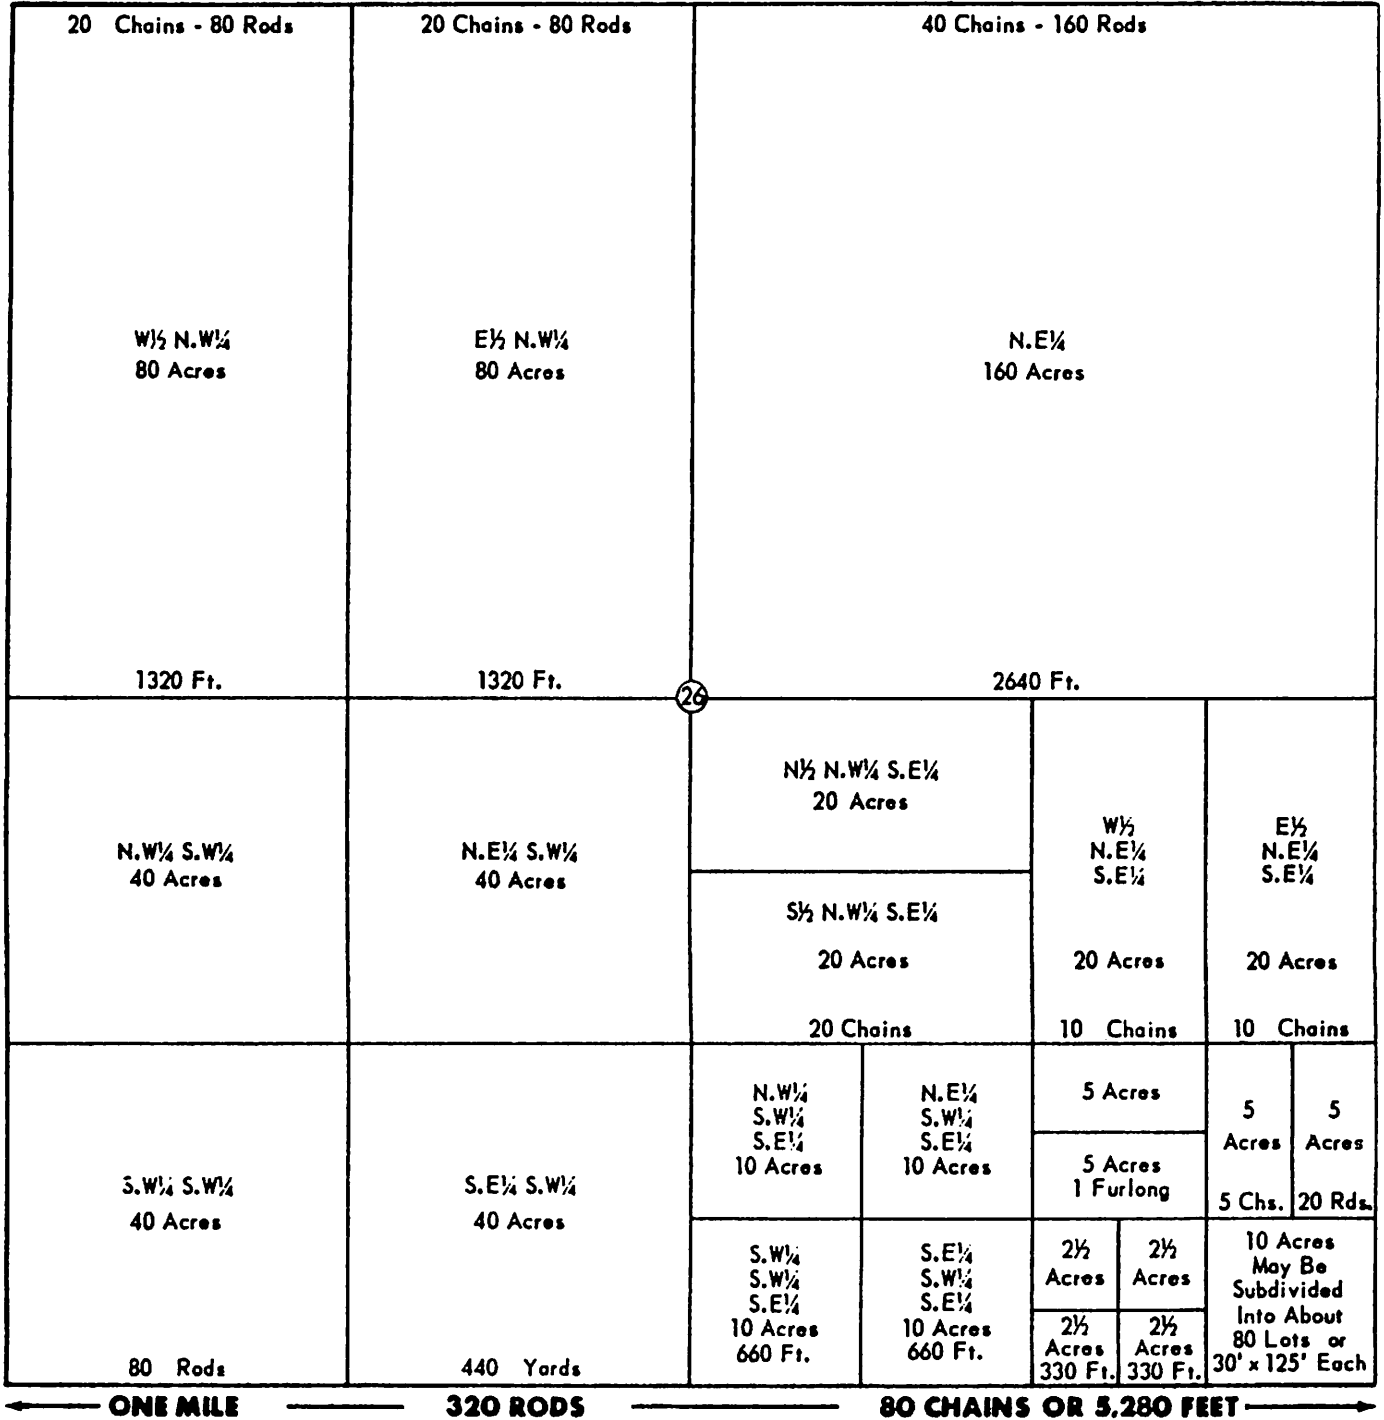 20 Chains - 80 Rods
20 Chains - 80 Rods
40 Chains - 160 Rods
W½ N.W¼
80 Acres
E½ N.W¼
80 Acres
N.E¼
160 Acres
1320 Ft.
1320 Ft.
2640 Ft.
26
N.W¼ S.W¼
40 Acres
N.E¼ S.W¼
40 Acres
N½ N.W¼ S.E¼
20 Acres
S½ N.W¼ S.E¼
20 Acres
20 Chains
W½
N.E¼
S.E¼
20 Acres
10 Chains
E½
N.E¼
S.E¼
20 Acres
10 Chains
S.W¼ S.W¼
40 Acres
80 Rods
S.E¼ S.W¼
40 Acres
440 Yards
N.W¼
S.W¼
S.E¼
10 Acres
N.E¼
S.W¼
S.E¼
10 Acres
5 Acres
5 Acres
1 Furlong
5
Acres
5 Chs.
5
Acres
20 Rds.
S.W¼
S.W¼
S.E¼
10 Acres
660 Ft.
S.E¼
S.W¼
S.E¼
10 Acres
660 Ft.
2½
Acres
2½
Acres
2½
Acres
330 Ft.
2½
Acres
330 Ft.
10 Acres
May Be
Subdivided
Into About
80 Lots or
30' x 125' Each
ONE MILE 320 RODS 80 CHAINS OR 5,280 FEET